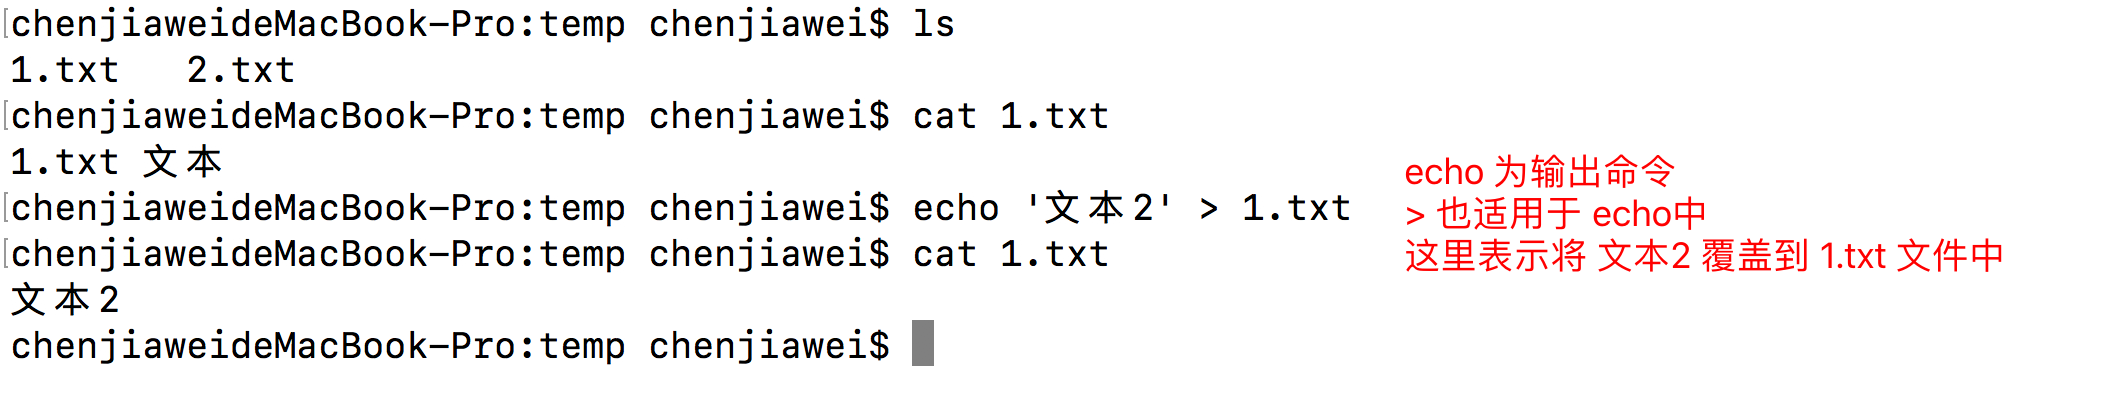 chenjiaweideMacBook-Pro:temp chenjiawei$ ls
1.txt   2.txt
chenjiaweideMacBook-Pro:temp chenjiawei$ cat 1.txt
1.txt 文本
chenjiaweideMacBook-Pro:temp chenjiawei$ echo '文本2' > 1.txt
chenjiaweideMacBook-Pro:temp chenjiawei$ cat 1.txt
文本2
chenjiaweideMacBook-Pro:temp chenjiawei$
echo 为输出命令
> 也适用于 echo中
这里表示将 文本2 覆盖到 1.txt 文件中